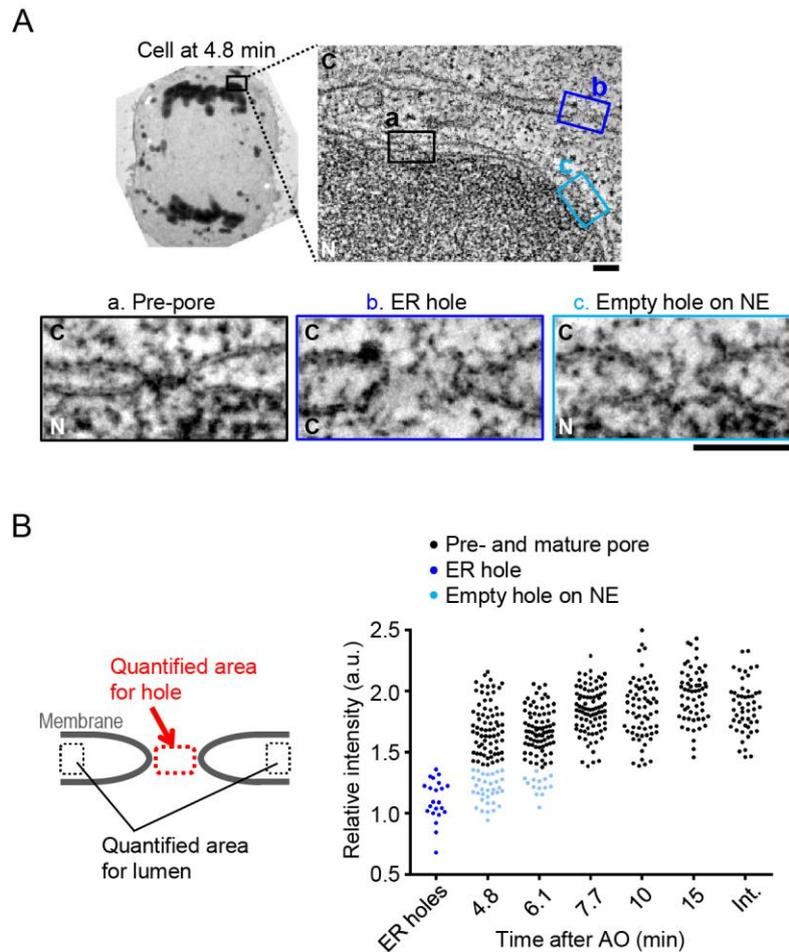 A
Cell at 4.8 min
C
a
b
c
N
a. Pre-pore
b. ER hole
c. Empty hole on NE
C
N
C
C
C
N
B
Pre- and mature pore
ER hole
Empty hole on NE
Quantified area
for hole
Membrane
Quantified area
for lumen
Relative intensity (a.u.)
2.5
2.0
1.5
1.0
0.5
ER holes
4.8
6.1
7.7
10
15
Int.
Time after AO (min)